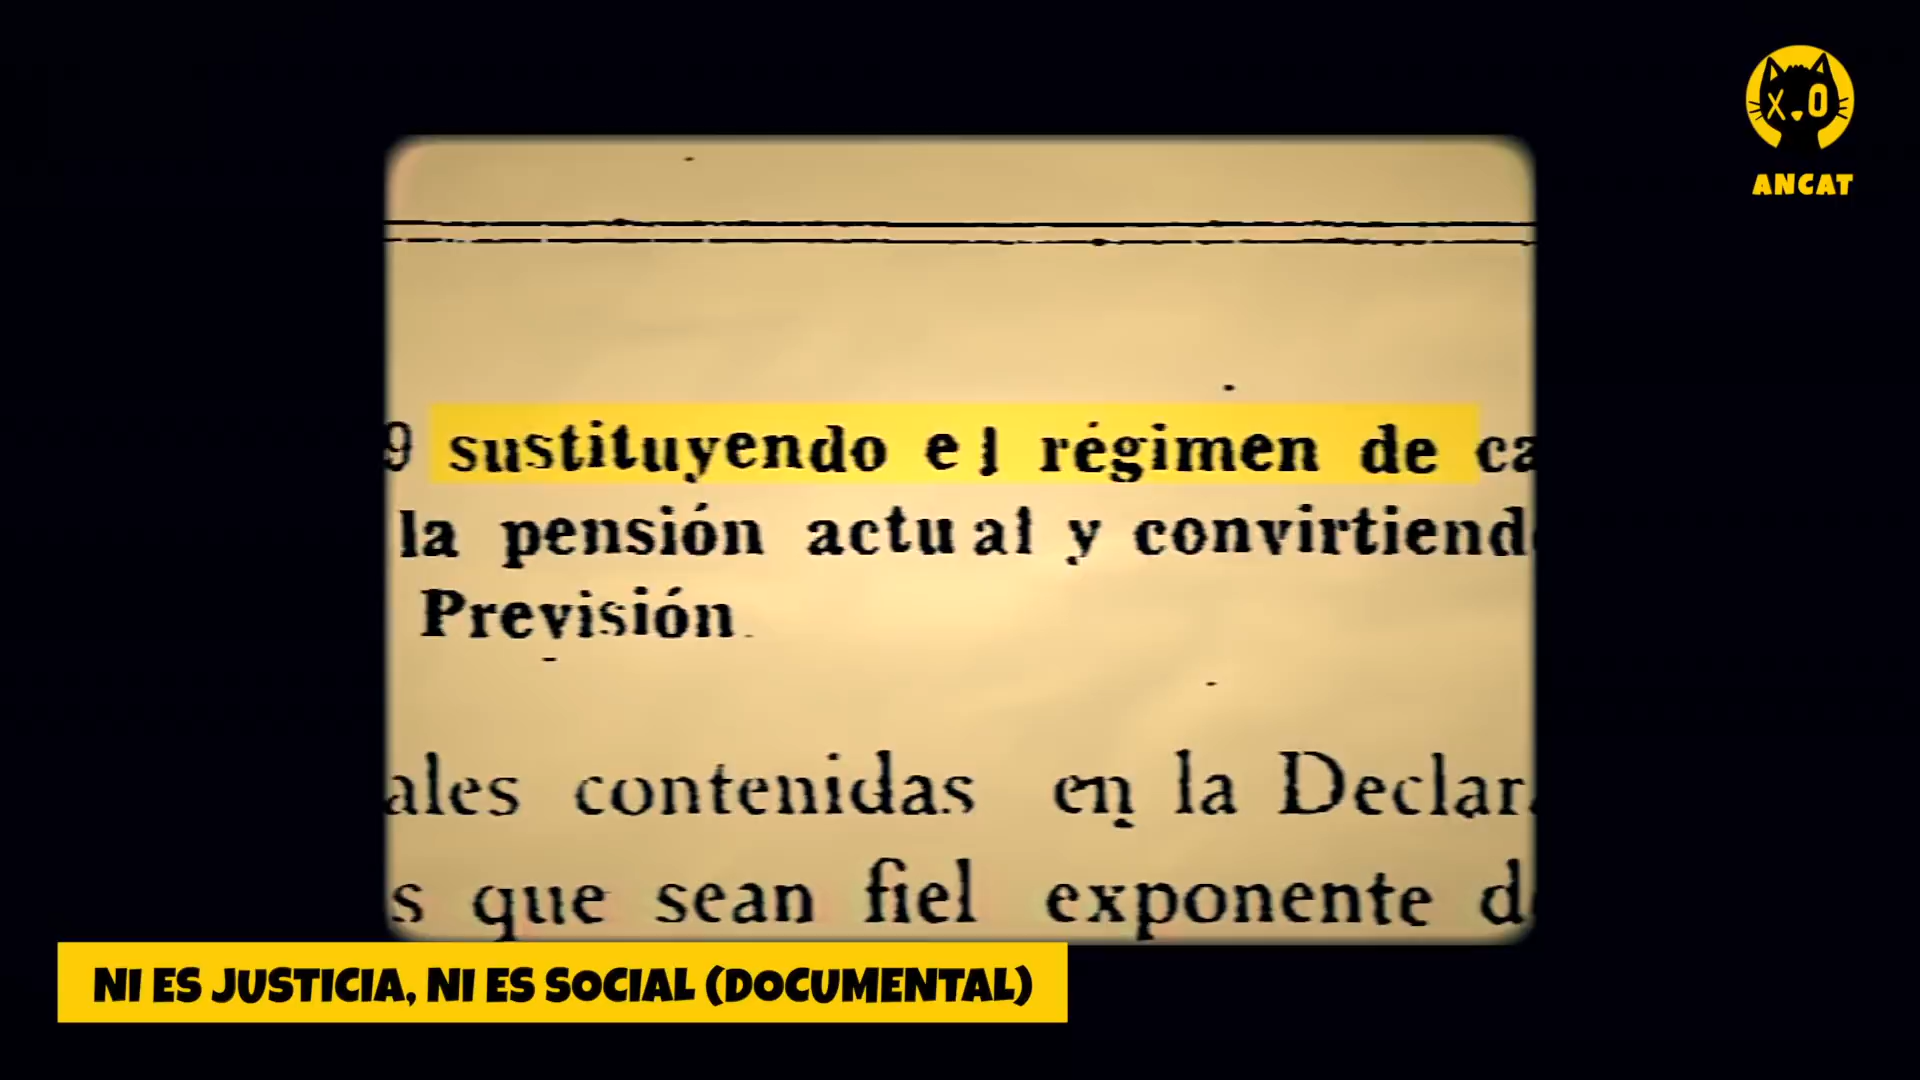 X.O
ANCAT
9 sustituyendo el régimen de ca
la pensión actual y convirtiend
Previsión.
ales contenidas en la Declar
s que sean fiel exponente d
NI ES JUSTICIA, NI ES SOCIAL (DOCUMENTAL)